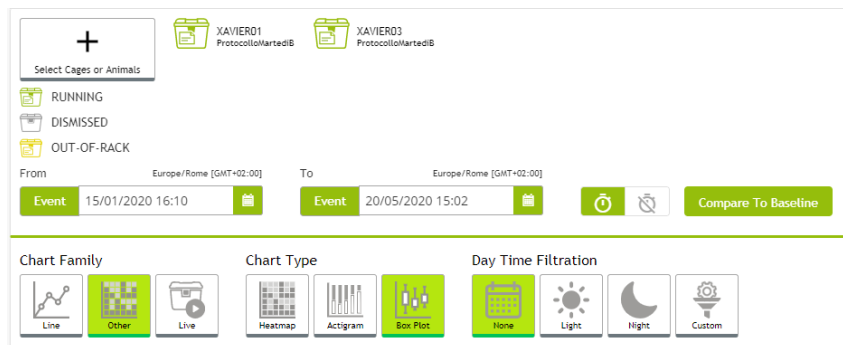 XAVIER01
ProtocolloMartediB
XAVIER03
ProtocolloMartediB
Select Cages or Animals
RUNNING
DISMISSED
OUT-OF-RACK
From Europe/Rome [GMT+02:00] To Europe/Rome [GMT+02:00]
Event 15/01/2020 16:10 Event 20/05/2020 15:02 Compare To Baseline
Chart Family Chart Type Day Time Filtration
Line Other Live Heatmap Actigram Box Plot None Light Night Custom